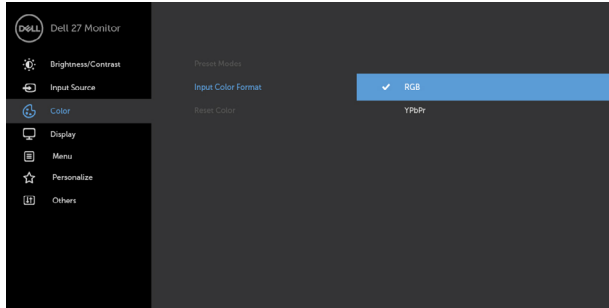 DELL
Dell 27 Monitor
Brightness/Contrast
Input Source
Color
Display
Menu
Personalize
Others
Preset Modes
Input Color Format
Reset Color
RGB
YPbPr